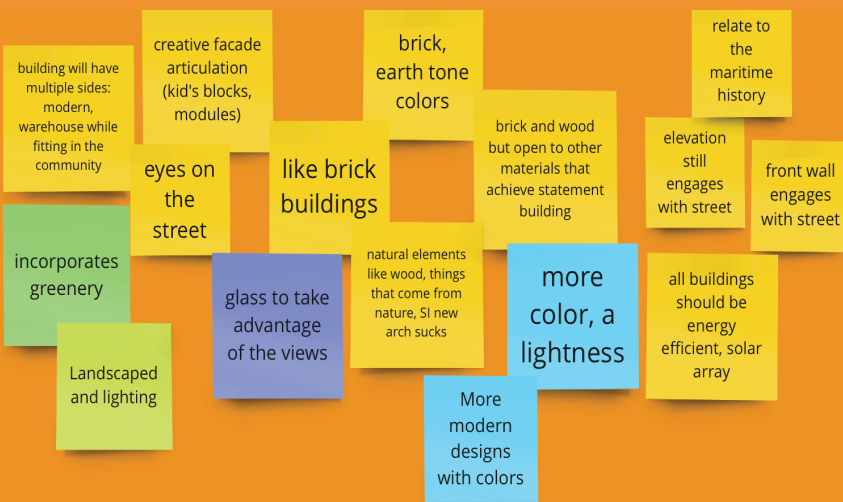 building will have
multiple sides:
modern,
warehouse while
fitting in the
community
creative facade
articulation
(kid's blocks,
modules)
brick,
earth tone
colors
relate to
the
maritime
history
eyes on
the
street
like brick
buildings
brick and wood
but open to other
materials that
achieve statement
building
elevation
still
engages
with street
front wall
engages
with street
incorporates
greenery
glass to take
advantage
of the views
natural elements
like wood, things
that come from
nature, SI new
arch sucks
more
color, a
lightness
all buildings
should be
energy
efficient, solar
array
Landscaped
and lighting
More
modern
designs
with colors